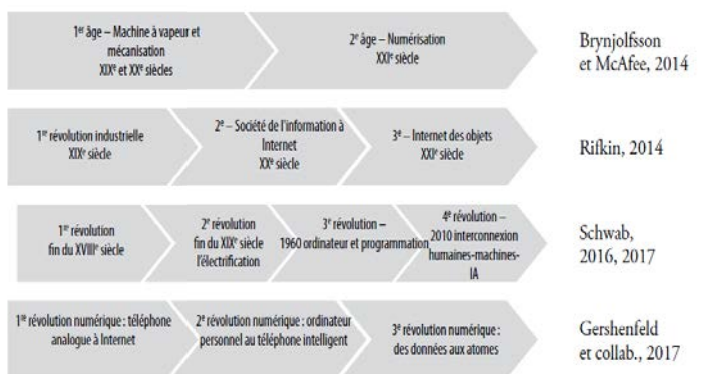 1er âge – Machine à vapeur et
mécanisation
XIXe et XXe siècles
2e âge – Numérisation
XXIe siècle
Brynjolfsson
et McAfee, 2014
1re révolution industrielle
XIXe siècle
2e – Société de l'information à
Internet
XXe siècle
3e – Internet des objets
XXIe siècle
Rifkin, 2014
1re révolution
fin du XVIIIe siècle
2e révolution
fin du XIXe siècle
l'électrification
3e révolution –
1960 ordinateur et programmation
4e révolution –
2010 interconnexion
humaines-machines-
IA
Schwab,
2016, 2017
1re révolution numérique : téléphone
analogue à Internet
2e révolution numérique : ordinateur
personnel au téléphone intelligent
3e révolution numérique :
des données aux atomes
Gershenfeld
et collab., 2017